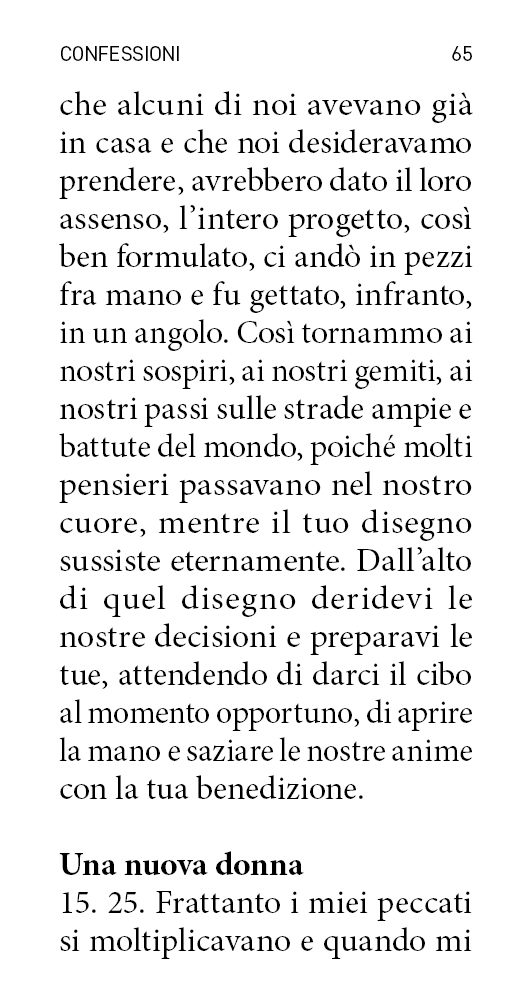 CONFESSIONI 65
che alcuni di noi avevano già
in casa e che noi desideravamo
prendere, avrebbero dato il loro
assenso, l’intero progetto, così
ben formulato, ci andò in pezzi
fra mano e fu gettato, infranto,
in un angolo. Così tornammo ai
nostri sospiri, ai nostri gemiti, ai
nostri passi sulle strade ampie e
battute del mondo, poiché molti
pensieri passavano nel nostro
cuore, mentre il tuo disegno
sussiste eternamente. Dall’alto
di quel disegno deridevi le
nostre decisioni e preparavi le
tue, attendendo di darci il cibo
al momento opportuno, di aprire
la mano e saziare le nostre anime
con la tua benedizione.
Una nuova donna
15. 25. Frattanto i miei peccati
si moltiplicavano e quando mi